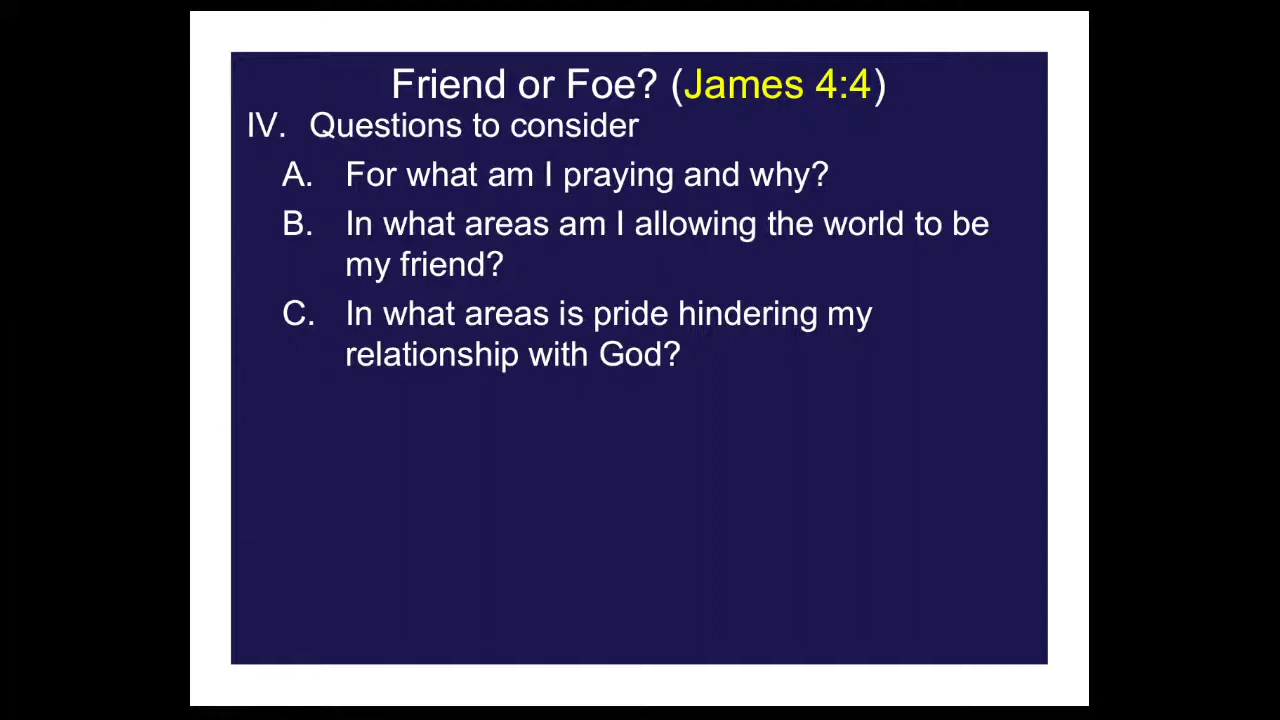 Friend or Foe? (James 4:4)
IV. Questions to consider
A. For what am I praying and why?
B. In what areas am I allowing the world to be
my friend?
C. In what areas is pride hindering my
relationship with God?